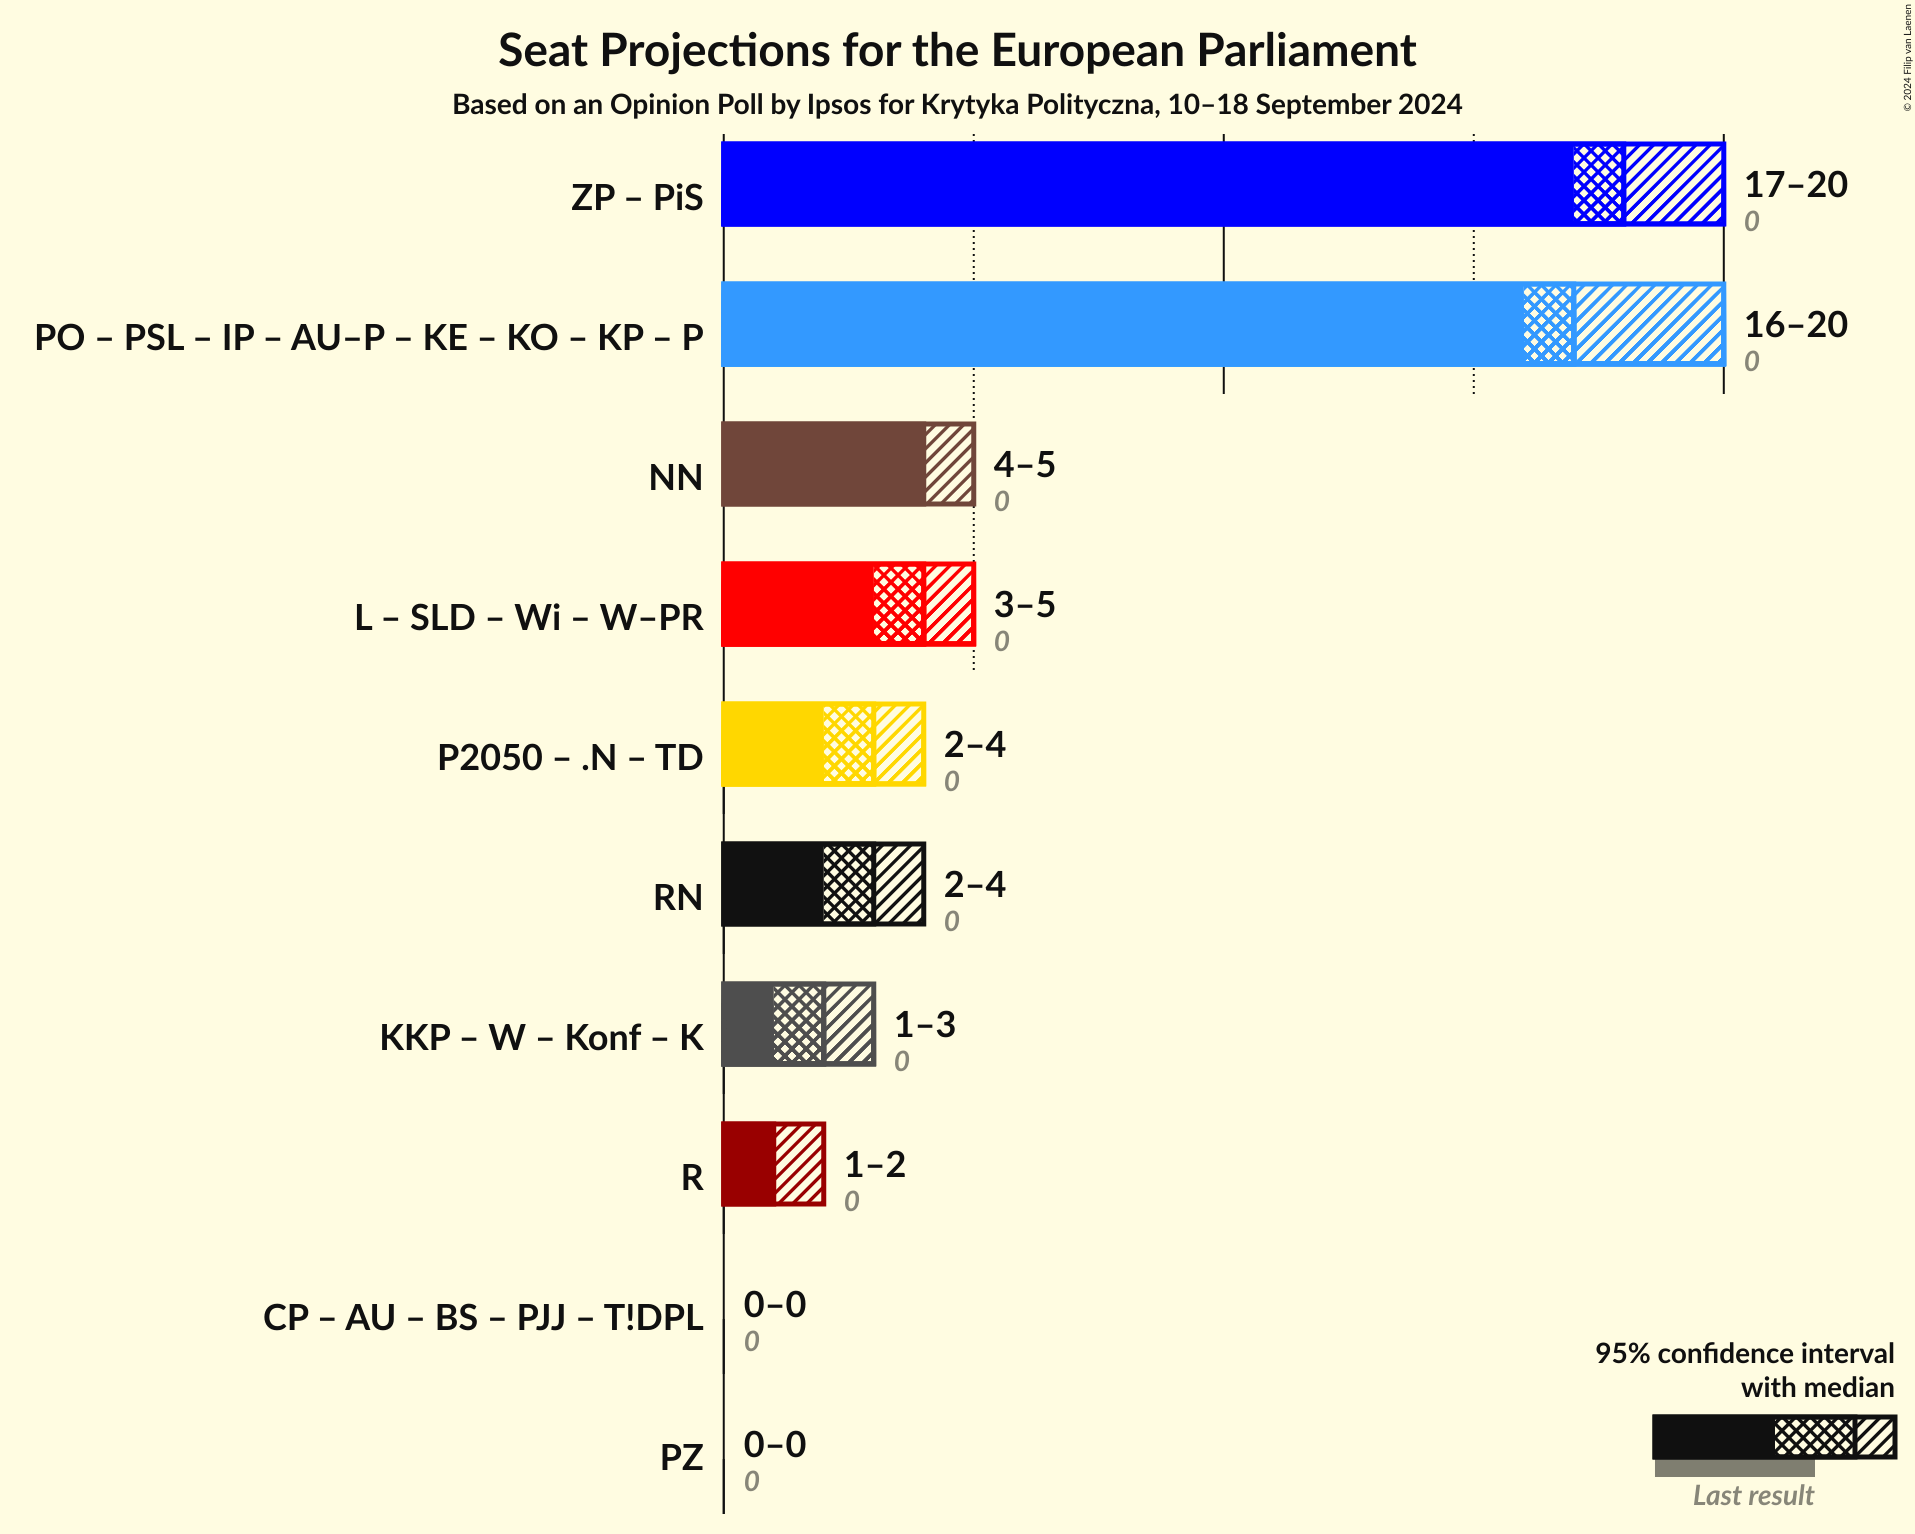 Seat Projections for the European Parliament
Based on an Opinion Poll by Ipsos for Krytyka Polityczna, 10–18 September 2024
© 2024 Filip van Laenen
ZP – PiS
17–20
0
PO – PSL – IP – AU–P – KE – KO – KP – P
16–20
0
NN
4–5
0
L – SLD – Wi – W–PR
3–5
0
P2050 – .N – TD
2–4
0
RN
2–4
0
KKP – W – Konf – K
1–3
0
R
1–2
0
CP – AU – BS – PJJ – T!DPL
0–0
0
PZ
0–0
0
95% confidence interval
with median
Last result